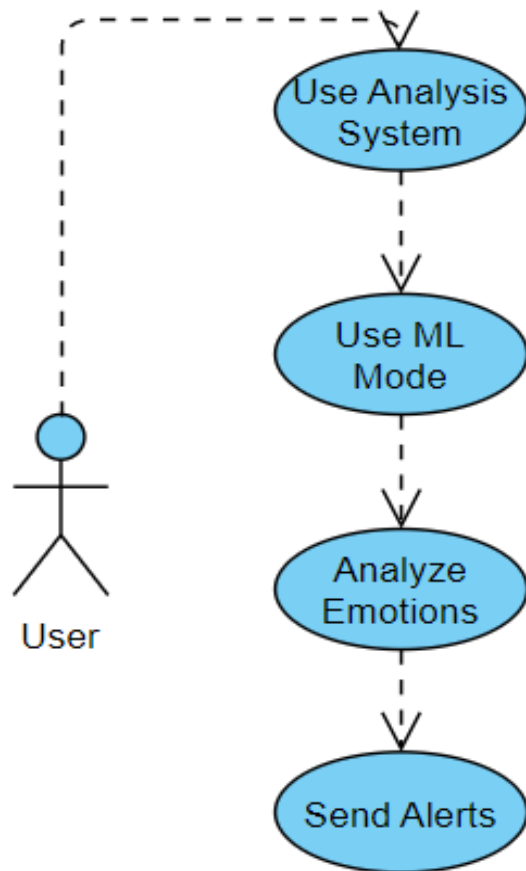 Use Analysis
System
Use ML
Mode
Analyze
Emotions
User
Send Alerts